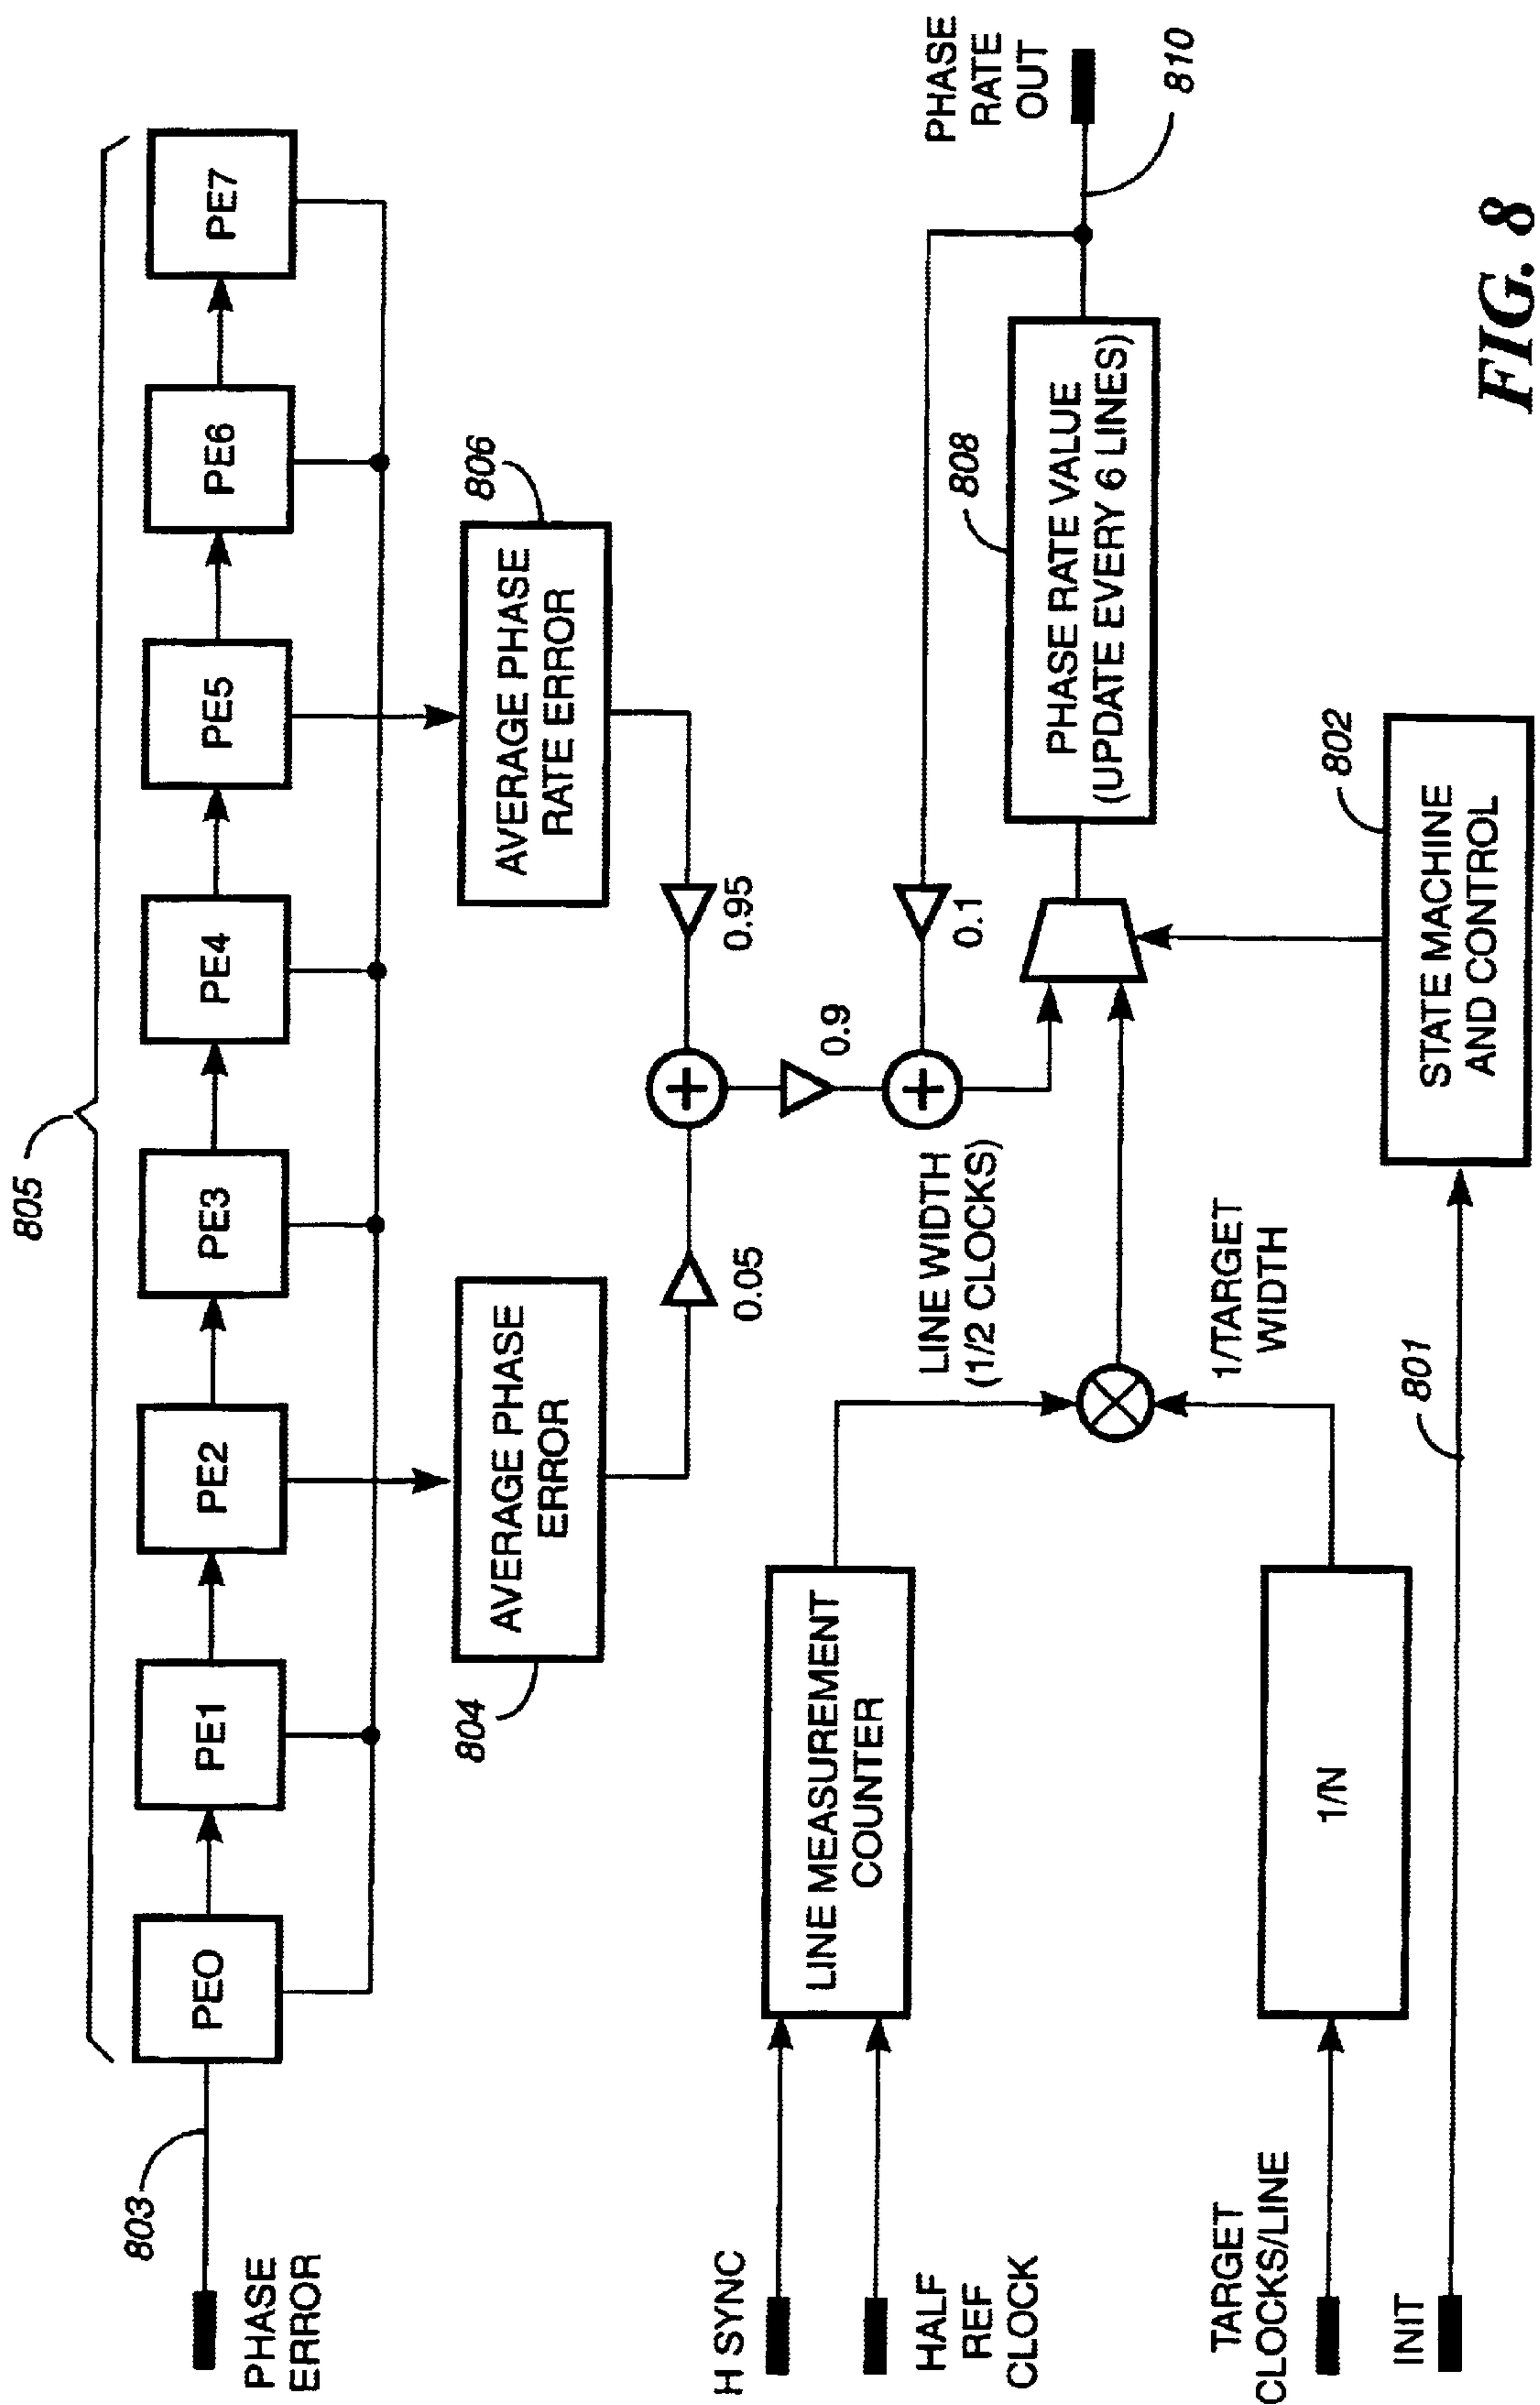 805
803
PHASE
ERROR
PE0
PE1
PE2
PE3
PE4
PE5
PE6
PE7
804
AVERAGE PHASE
ERROR
806
AVERAGE PHASE
RATE ERROR
0.05
0.95
0.9
0.1
H SYNC
HALF
REF
CLOCK
LINE MEASUREMENT
COUNTER
LINE WIDTH
(1/2 CLOCKS)
808
PHASE RATE VALUE
(UPDATE EVERY 6 LINES)
PHASE
RATE
OUT
810
TARGET
CLOCKS/LINE
1/N
1/TARGET
WIDTH
INIT
801
802
STATE MACHINE
AND CONTROL
FIG. 8